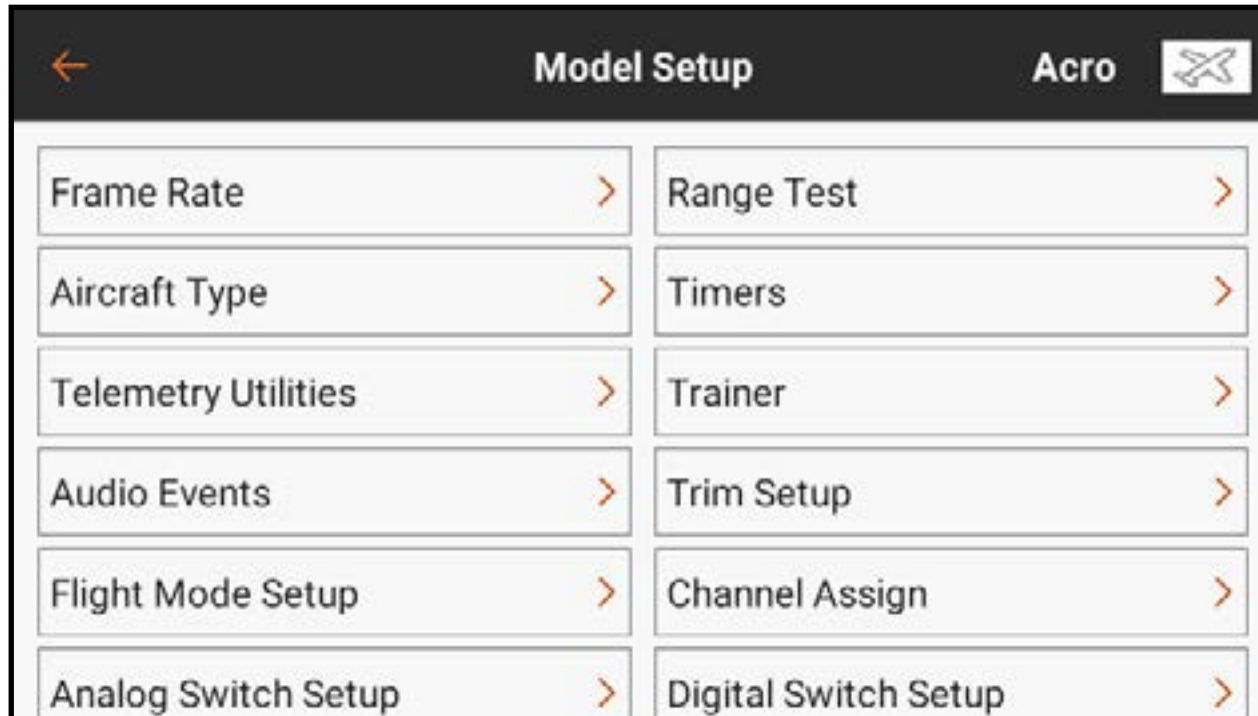 Model Setup Acro
Frame Rate Range Test
Aircraft Type Timers
Telemetry Utilities Trainer
Audio Events Trim Setup
Flight Mode Setup Channel Assign
Analog Switch Setup Digital Switch Setup